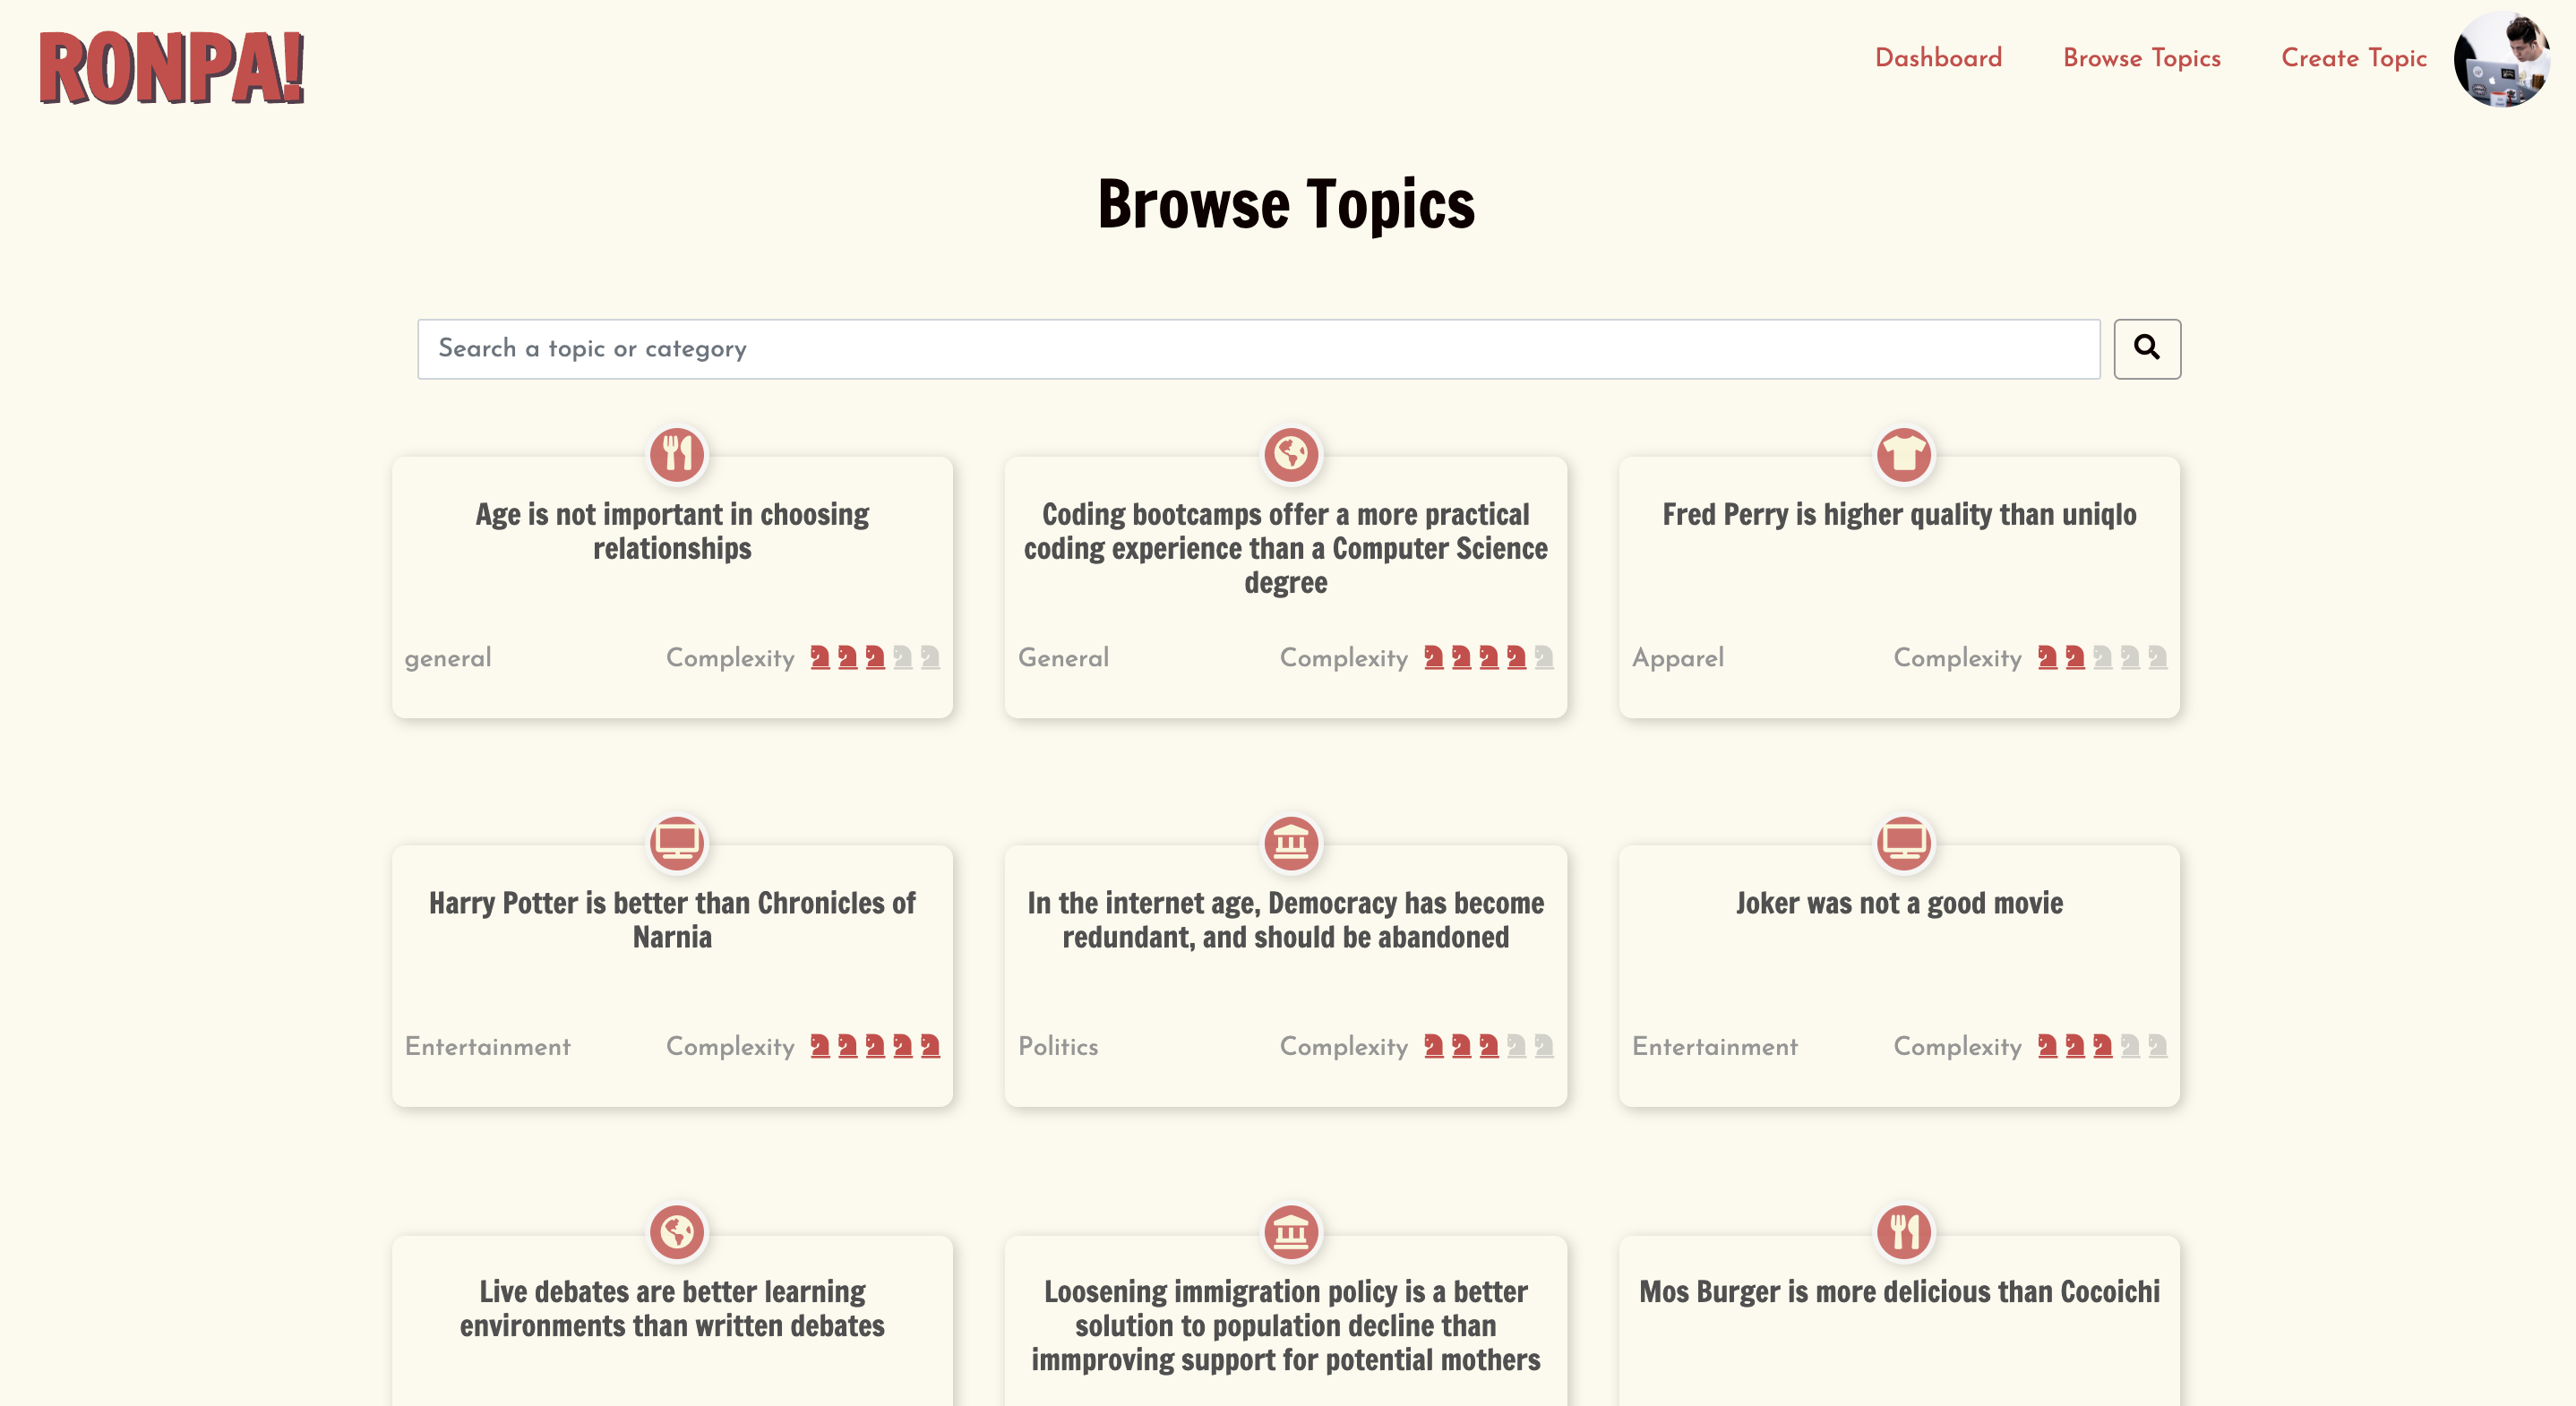 RONPA!
Dashboard
Browse Topics
Create Topic
Browse Topics
Search a topic or category
Age is not important in choosing
relationships
general
Complexity
Coding bootcamps offer a more practical
coding experience than a Computer Science
degree
General
Complexity
Fred Perry is higher quality than uniqlo
Apparel
Complexity
Harry Potter is better than Chronicles of
Narnia
Entertainment
Complexity
In the internet age, Democracy has become
redundant, and should be abandoned
Politics
Complexity
Joker was not a good movie
Entertainment
Complexity
Live debates are better learning
environments than written debates
Loosening immigration policy is a better
solution to population decline than
immproving support for potential mothers
Mos Burger is more delicious than Cocoichi